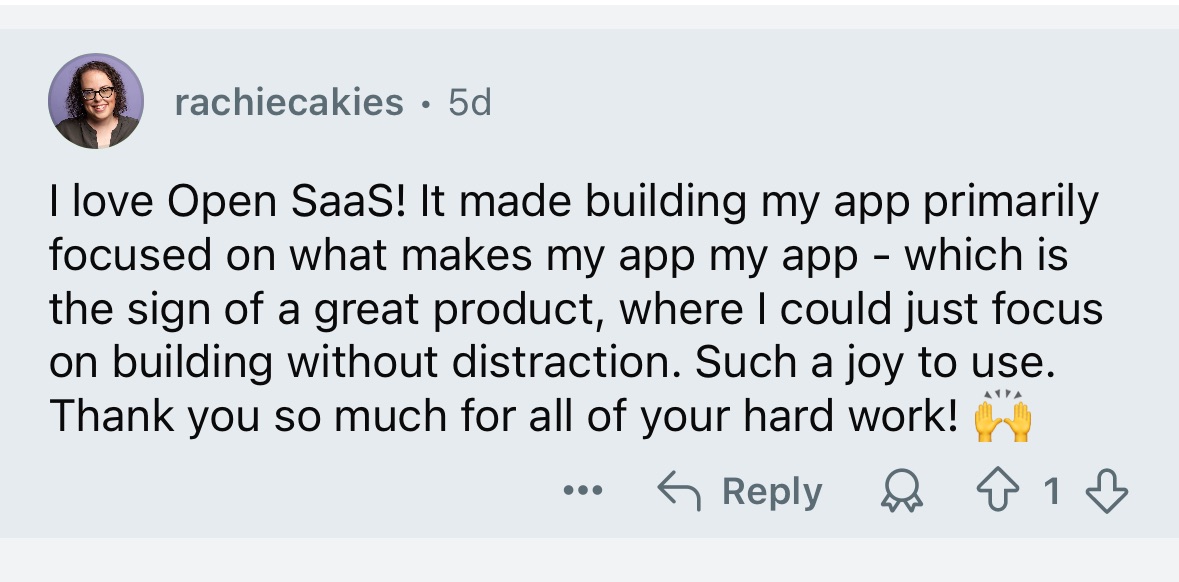 rachiecakies · 5d
I love Open SaaS! It made building my app primarily
focused on what makes my app my app - which is
the sign of a great product, where I could just focus
on building without distraction. Such a joy to use.
Thank you so much for all of your hard work! 🙌
Reply 1